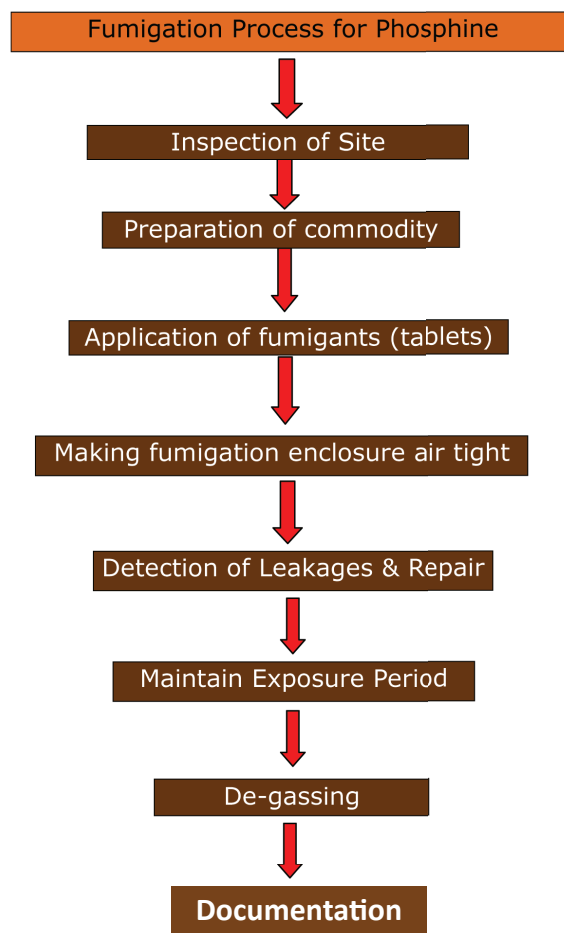 Fumigation Process for Phosphine
Inspection of Site
Preparation of commodity
Application of fumigants (tablets)
Making fumigation enclosure air tight
Detection of Leakages & Repair
Maintain Exposure Period
De-gassing
Documentation